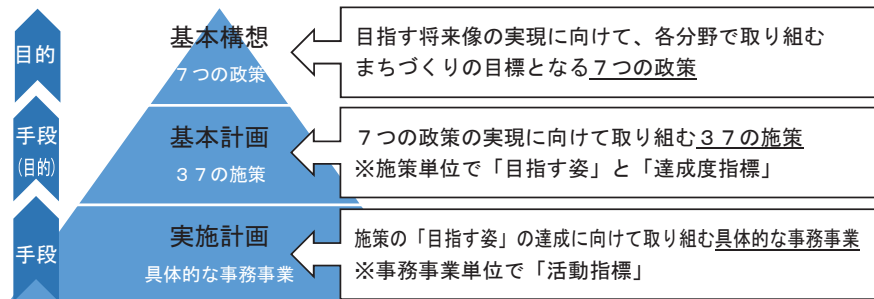 目的
基本構想
７つの政策
目指す将来像の実現に向けて、各分野で取り組む
まちづくりの目標となる７つの政策
手段
(目的)
基本計画
３７の施策
７つの政策の実現に向けて取り組む３７の施策
※施策単位で「目指す姿」と「達成度指標」
手段
実施計画
具体的な事務事業
施策の「目指す姿」の達成に向けて取り組む具体的な事務事業
※事務事業単位で「活動指標」